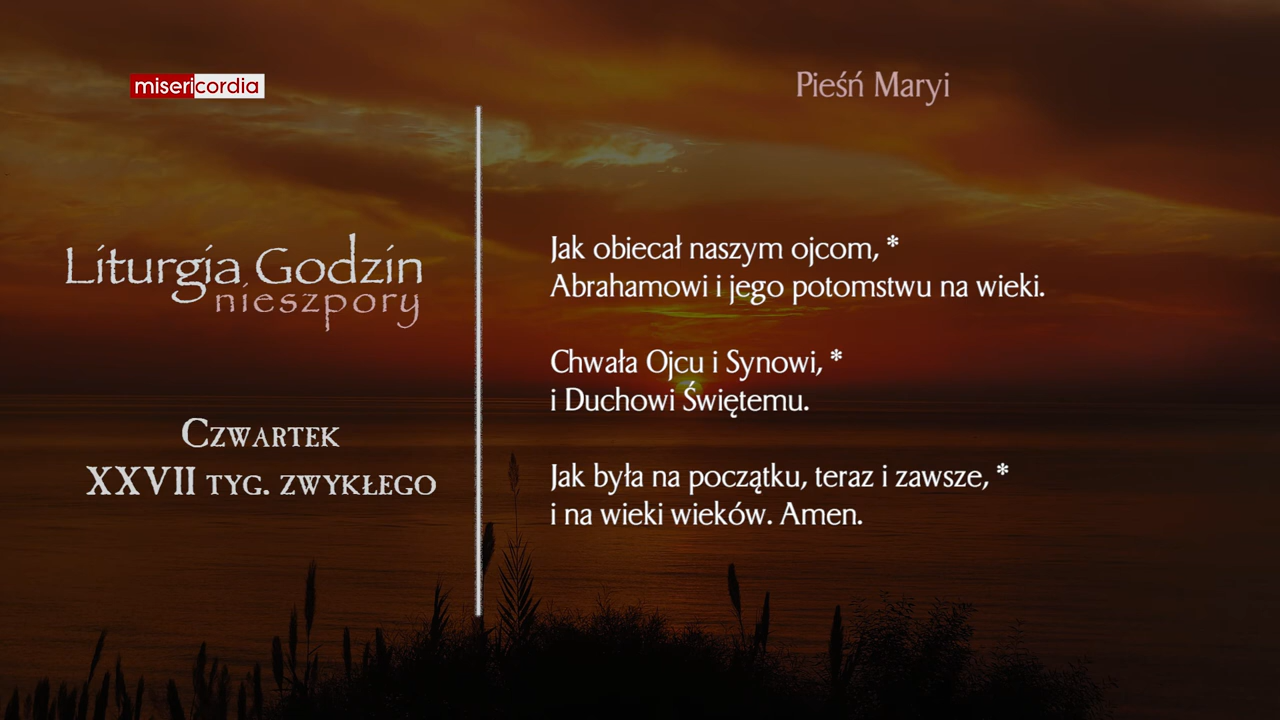 misericordia
Liturgia Godzin
nieszpory
Czwartek
XXVII tyg. zwykłego
Pieśń Maryi
Jak obiecał naszym ojcom, *
Abrahamowi i jego potomstwu na wieki.
Chwała Ojcu i Synowi, *
i Duchowi Świętemu.
Jak była na początku, teraz i zawsze, *
i na wieki wieków. Amen.